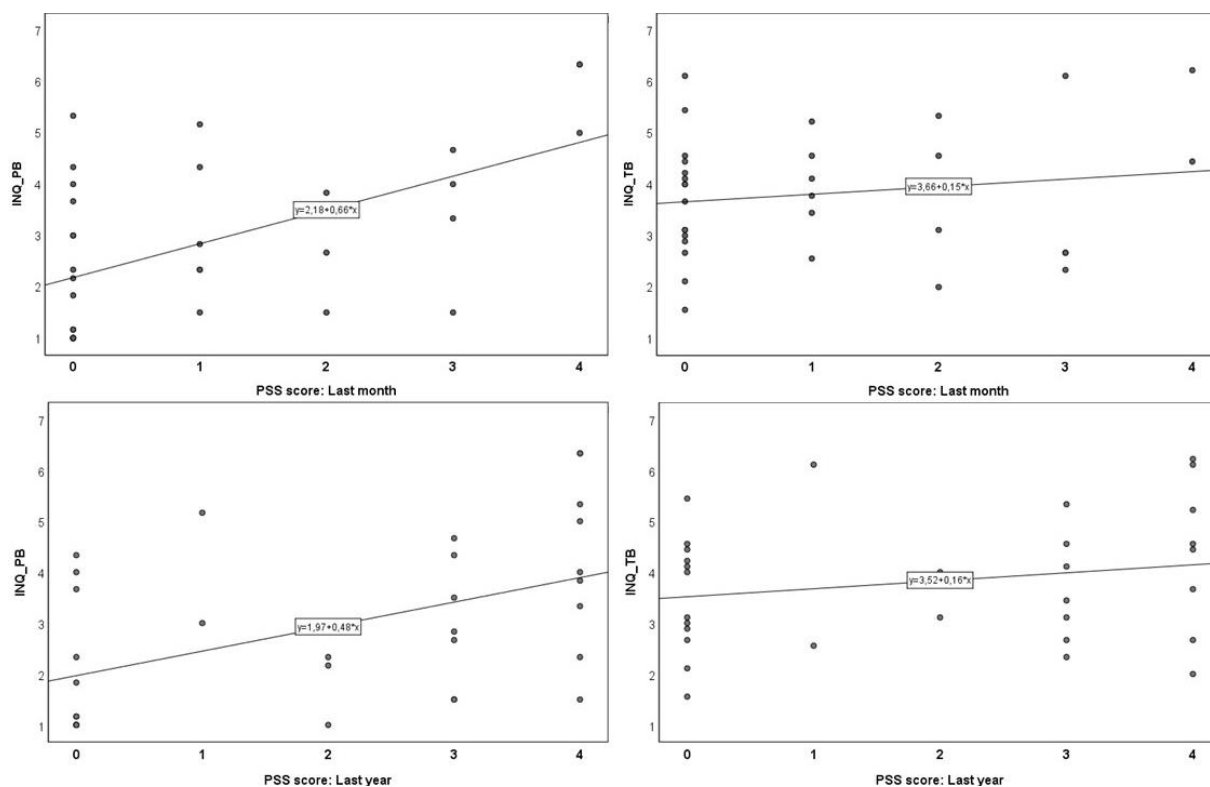 INQ_PB
7
6
5
4
3
2
1
y=2,18+0,66*x
0 1 2 3 4
PSS score: Last month
INQ_TB
7
6
5
4
3
2
1
y=3,66+0,15*x
0 1 2 3 4
PSS score: Last month
INQ_PB
7
6
5
4
3
2
1
y=1,97+0,48*x
0 1 2 3 4
PSS score: Last year
INQ_TB
7
6
5
4
3
2
1
y=3,52+0,16*x
0 1 2 3 4
PSS score: Last year